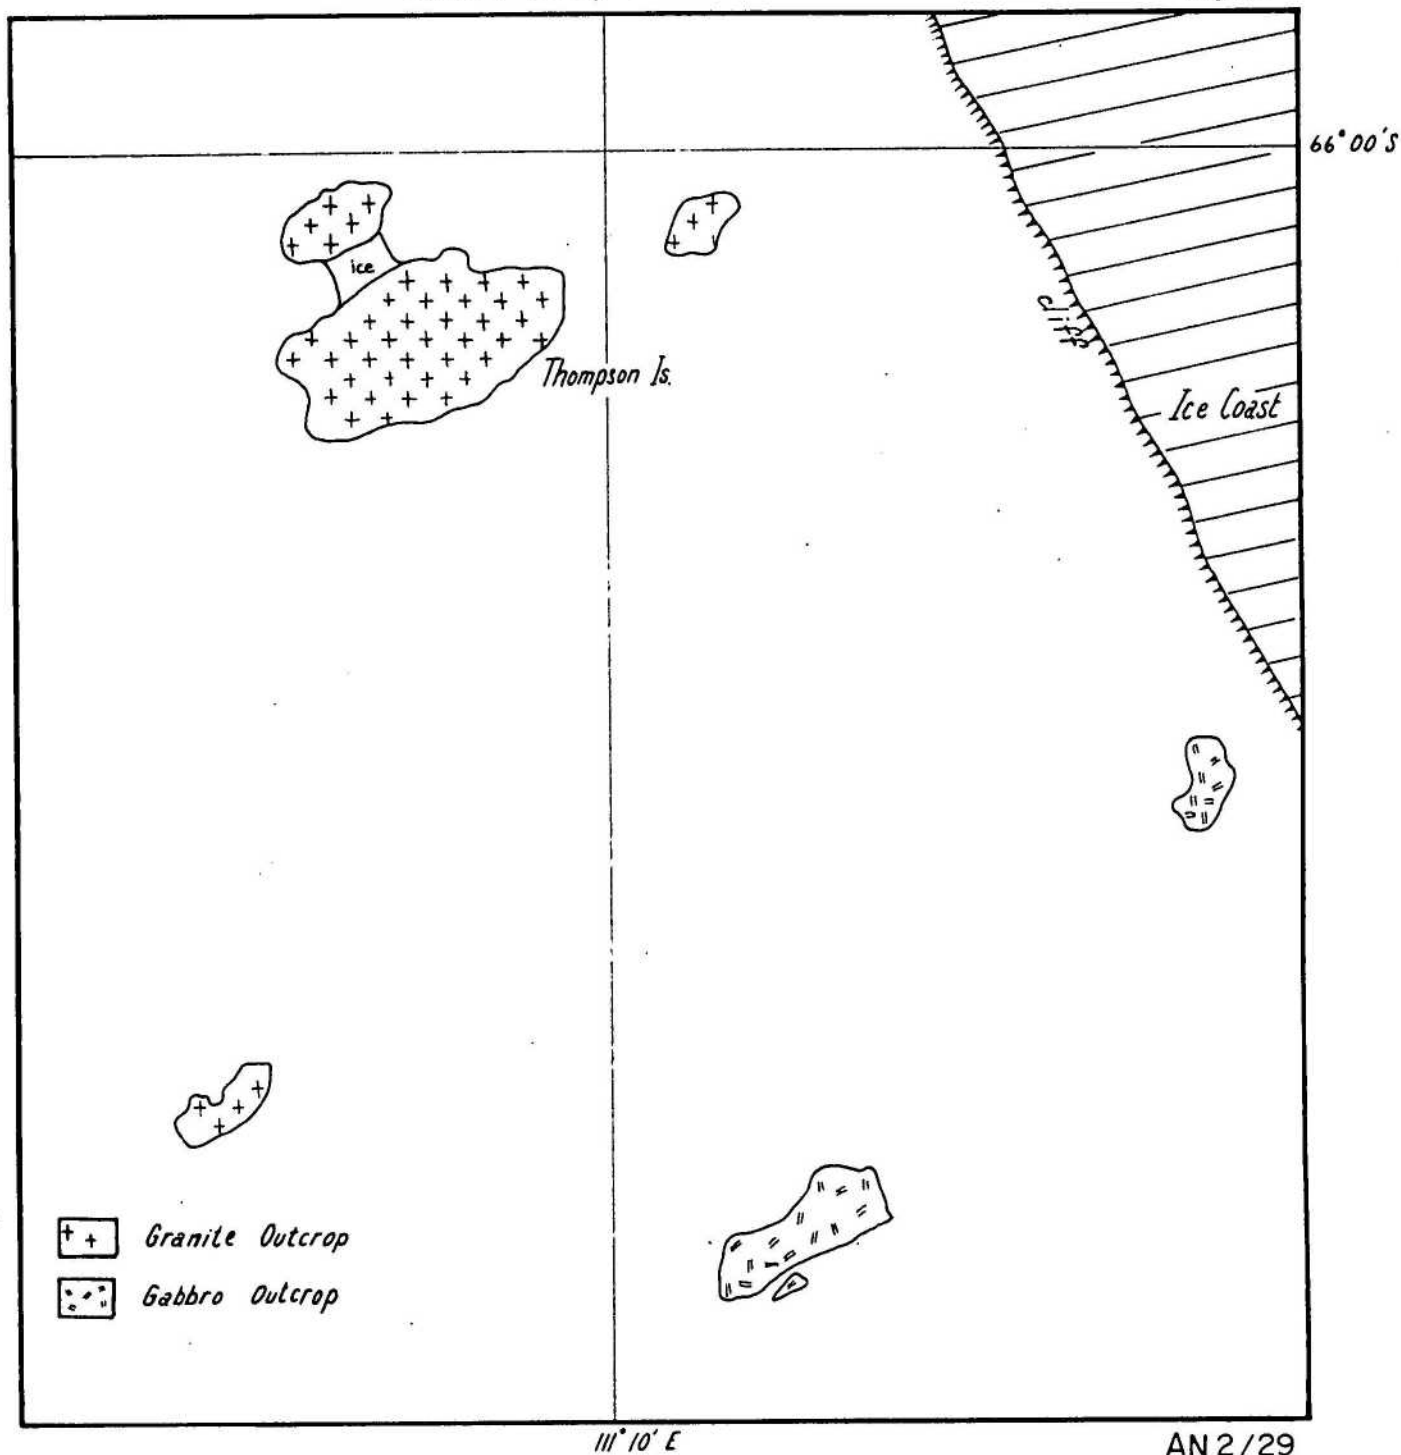 66°00'S
ice
cliff
Thompson Is.
Ice Coast
Granite Outcrop
Gabbro Outcrop
111°10'E
AN 2/29